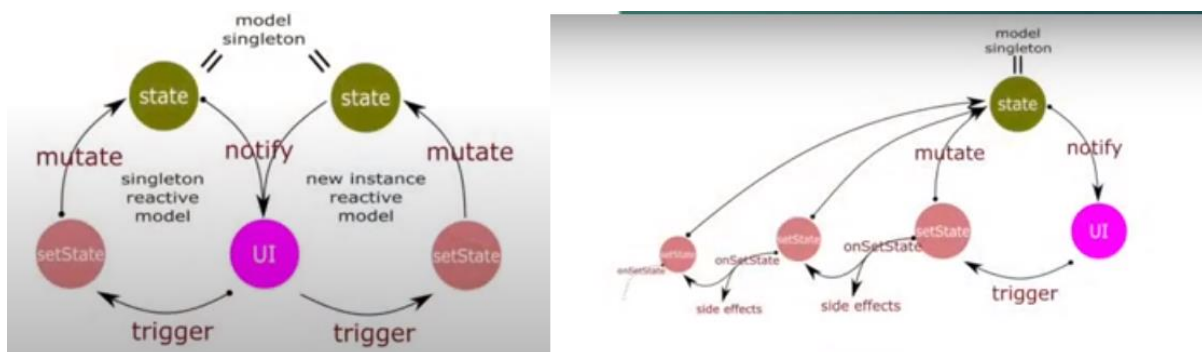 model
singleton
state
state
mutate
notify
mutate
singleton
reactive
model
new instance
reactive
model
setState
UI
setState
trigger
trigger
model
singleton
state
mutate
notify
setState
setState
setState
UI
onSetState
onSetState
onSetState
side effects
side effects
trigger